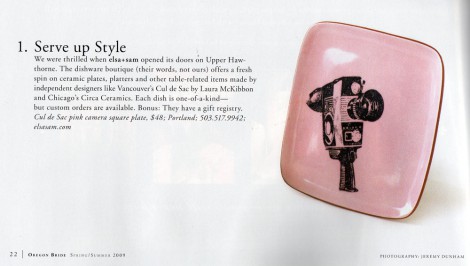 1. Serve up Style
We were thrilled when elsa+sam opened its doors on Upper Haw-
thorne. The dishware boutique (their words, not ours) offers a fresh
spin on ceramic plates, platters and other table-related items made by
independent designers like Vancouver's Cul de Sac by Laura McKibbon
and Chicago's Circa Ceramics. Each dish is one-of-a-kind—
but custom orders are available. Bonus: They have a gift registry.
Cul de Sac pink camera square plate, $48; Portland; 503.517.9942;
elsasam.com
22 | OREGON BRIDE SPRING/SUMMER 2009
PHOTOGRAPHY: JEREMY DUNHAM